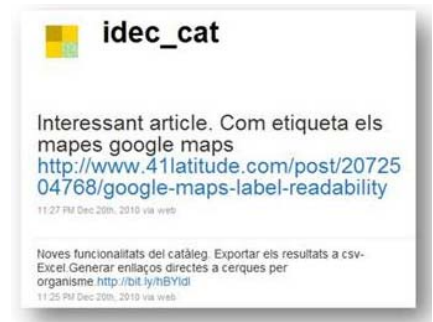 idec_cat
Interessant article. Com etiqueta els
mapes google maps
http://www.41latitude.com/post/20725
04768/google-maps-label-readability
11:27 PM Dec 20th, 2010 via web
Noves funcionalitats del catàleg. Exportar els resultats a csv-
Excel.Generar enllaços directes a cerques per
organisme.http://bit.ly/hBYIdl
11:25 PM Dec 20th, 2010 via web